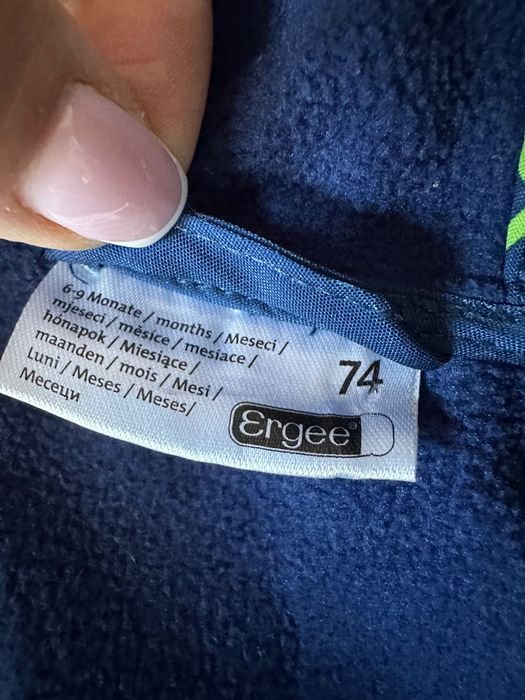 6-9 Monate / months / Meseci /
mjeseci / měsíce / mesiace /
hónapok / Miesiące /
maanden / mois / Mesi /
Luni / Meses / Meses/
Месеци
74
Ergee®